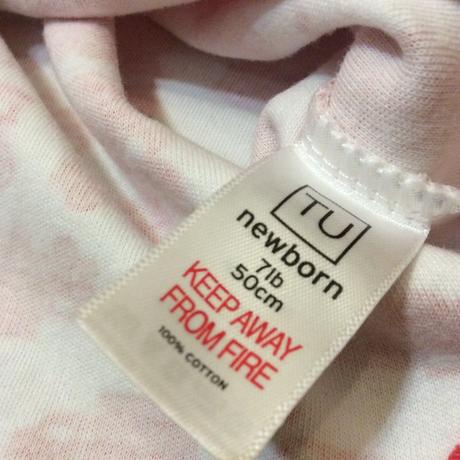 TU
newborn
7lb
50cm
KEEP AWAY
FROM FIRE
100% COTTON